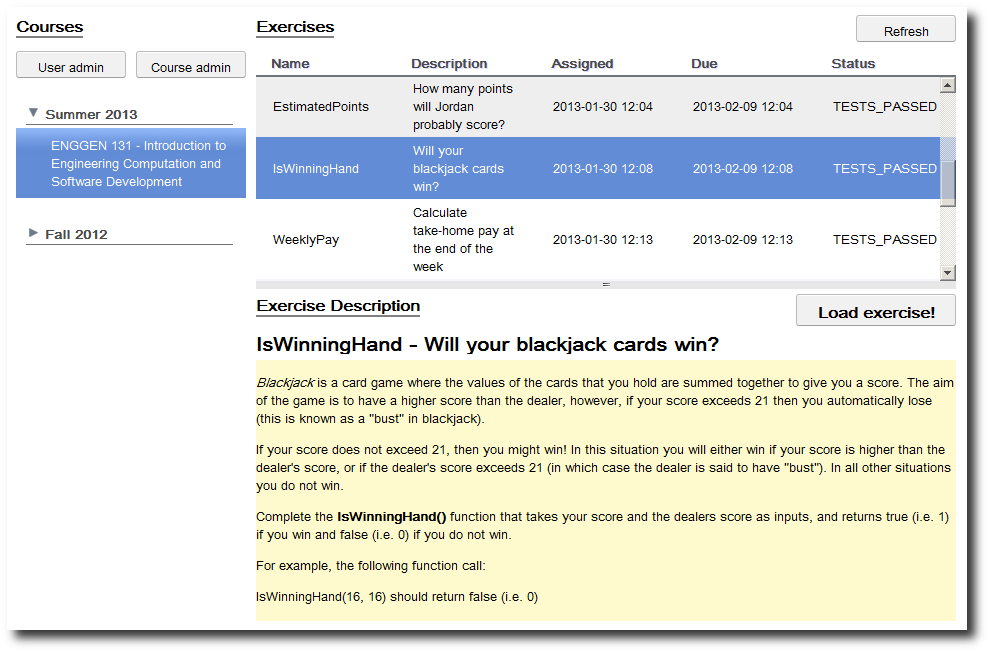 Courses
User admin
Course admin
Summer 2013
ENGGEN 131 - Introduction to
Engineering Computation and
Software Development
Fall 2012
Exercises
Refresh
Name Description Assigned Due Status
How many points
will Jordan
probably score?
EstimatedPoints 2013-01-30 12:04 2013-02-09 12:04 TESTS_PASSED
Will your
blackjack cards
win?
IsWinningHand 2013-01-30 12:08 2013-02-09 12:08 TESTS_PASSED
Calculate
take-home pay at
the end of the
week
WeeklyPay 2013-01-30 12:13 2013-02-09 12:13 TESTS_PASSED
Exercise Description
Load exercise!
IsWinningHand - Will your blackjack cards win?
Blackjack is a card game where the values of the cards that you hold are summed together to give you a score. The aim
of the game is to have a higher score than the dealer, however, if your score exceeds 21 then you automatically lose
(this is known as a "bust" in blackjack).
If your score does not exceed 21, then you might win! In this situation you will either win if your score is higher than the
dealer's score, or if the dealer's score exceeds 21 (in which case the dealer is said to have "bust"). In all other situations
you do not win.
Complete the IsWinningHand() function that takes your score and the dealers score as inputs, and returns true (i.e. 1)
if you win and false (i.e. 0) if you do not win.
For example, the following function call:
IsWinningHand(16, 16) should return false (i.e. 0)